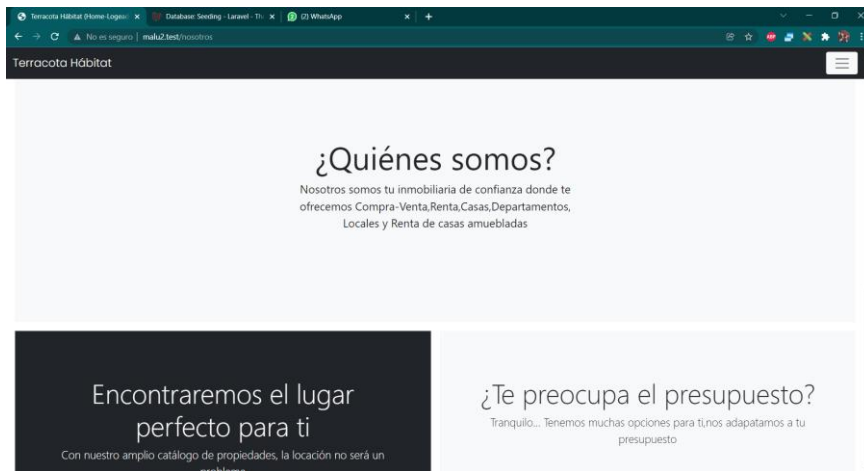 Terracota Hábitat (Home-Logeado
Database: Seeding - Laravel - Th
(2) WhatsApp
No es seguro | malu2.test/nosotros
Terracota Hábitat
¿Quiénes somos?
Nosotros somos tu inmobiliaria de confianza donde te
ofrecemos Compra-Venta,Renta,Casas,Departamentos,
Locales y Renta de casas amuebladas
Encontraremos el lugar
perfecto para ti
Con nuestro amplio catálogo de propiedades, la locación no será un
problema
¿Te preocupa el presupuesto?
Tranquilo... Tenemos muchas opciones para ti,nos adapatamos a tu
presupuesto